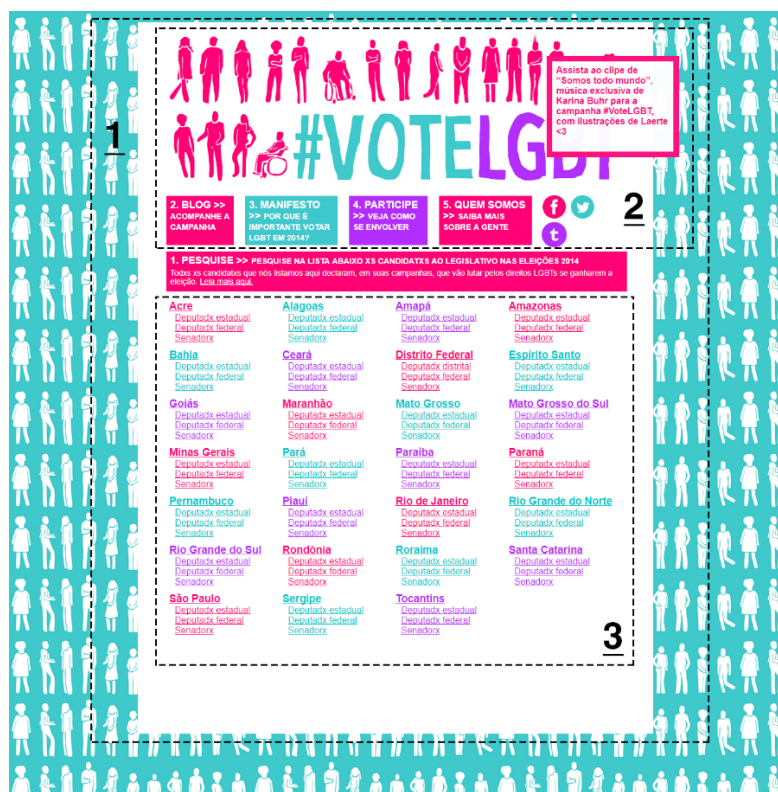 1
Assista ao clipe de
"Somos todo mundo",
música exclusiva de
Karina Buhr para a
campanha #VoteLGBT,
com ilustrações de Laerte
<3
#VOTELGBT
2. BLOG >>
ACOMPANHE A
CAMPANHA
3. MANIFESTO
>> POR QUE É
IMPORTANTE VOTAR
LGBT EM 2014?
4. PARTICIPE
>> VEJA COMO
SE ENVOLVER
5. QUEM SOMOS
>> SAIBA MAIS
SOBRE A GENTE
f
t
2
1. PESQUISE >> PESQUISE NA LISTA ABAIXO XS CANDIDATXS AO LEGISLATIVO NAS ELEIÇÕES 2014
Todxs xs candidatxs que nós listamos aqui declaram, em suas campanhas, que vão lutar pelos direitos LGBTs se ganharem a
eleição. Leia mais aqui.
Acre
Deputadx estadual
Deputadx federal
Senadorx
Alagoas
Deputadx estadual
Deputadx federal
Senadorx
Amapá
Deputadx estadual
Deputadx federal
Senadorx
Amazonas
Deputadx estadual
Deputadx federal
Senadorx
Bahia
Deputadx estadual
Deputadx federal
Senadorx
Ceará
Deputadx estadual
Deputadx federal
Senadorx
Distrito Federal
Deputadx distrital
Deputadx federal
Senadorx
Espírito Santo
Deputadx estadual
Deputadx federal
Senadorx
Goiás
Deputadx estadual
Deputadx federal
Senadorx
Maranhão
Deputadx estadual
Deputadx federal
Senadorx
Mato Grosso
Deputadx estadual
Deputadx federal
Senadorx
Mato Grosso do Sul
Deputadx estadual
Deputadx federal
Senadorx
Minas Gerais
Deputadx estadual
Deputadx federal
Senadorx
Pará
Deputadx estadual
Deputadx federal
Senadorx
Paraíba
Deputadx estadual
Deputadx federal
Senadorx
Paraná
Deputadx estadual
Deputadx federal
Senadorx
Pernambuco
Deputadx estadual
Deputadx federal
Senadorx
Piauí
Deputadx estadual
Deputadx federal
Senadorx
Rio de Janeiro
Deputadx estadual
Deputadx federal
Senadorx
Rio Grande do Norte
Deputadx estadual
Deputadx federal
Senadorx
Rio Grande do Sul
Deputadx estadual
Deputadx federal
Senadorx
Rondônia
Deputadx estadual
Deputadx federal
Senadorx
Roraima
Deputadx estadual
Deputadx federal
Senadorx
Santa Catarina
Deputadx estadual
Deputadx federal
Senadorx
São Paulo
Deputadx estadual
Deputadx federal
Senadorx
Sergipe
Deputadx estadual
Deputadx federal
Senadorx
Tocantins
Deputadx estadual
Deputadx federal
Senadorx
3